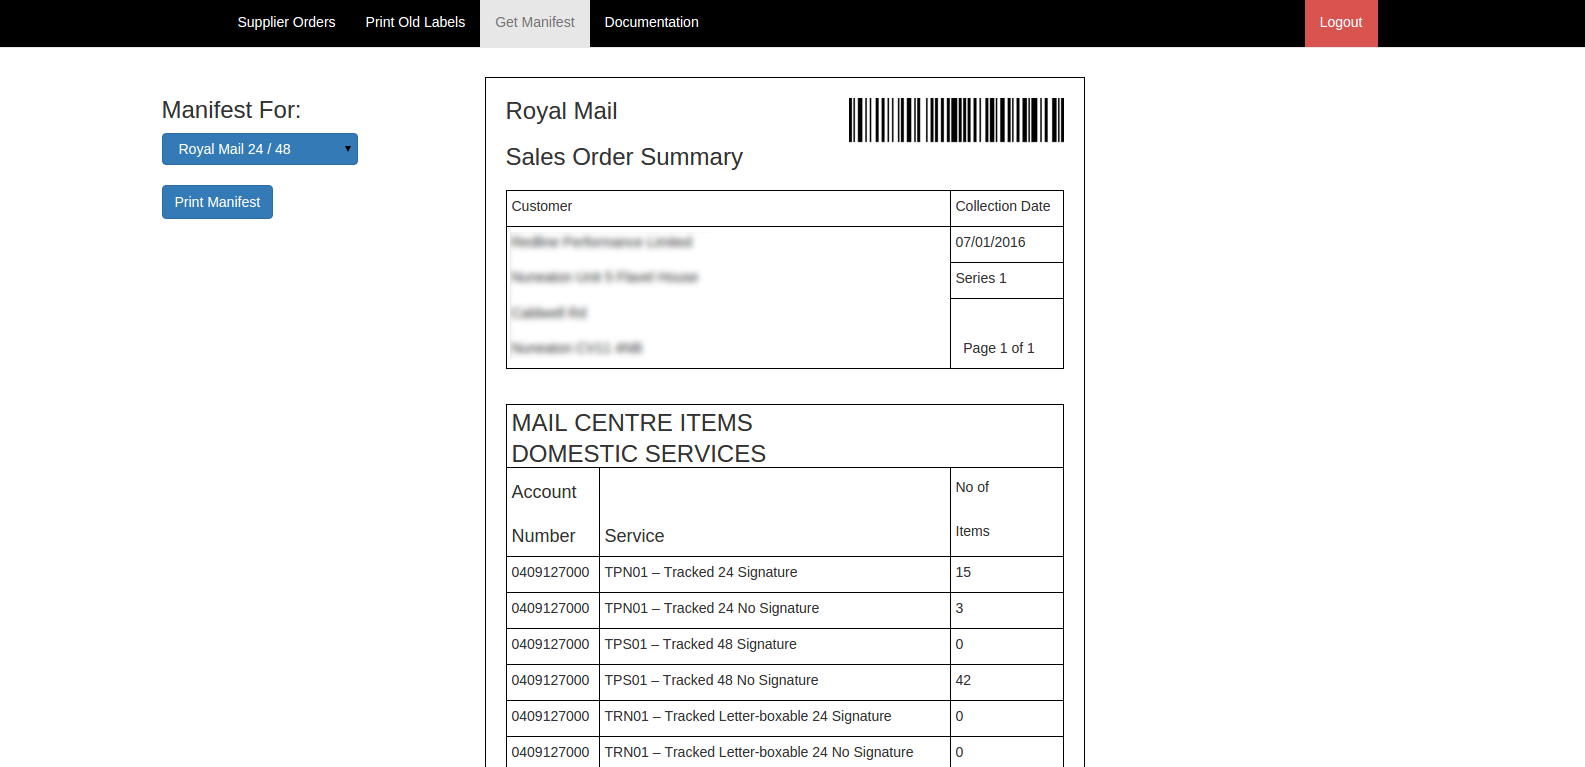 Supplier Orders Print Old Labels Get Manifest Documentation Logout
Manifest For:
Royal Mail 24 / 48
Print Manifest
Royal Mail
Sales Order Summary
Customer Collection Date
07/01/2016
Series 1
Page 1 of 1
MAIL CENTRE ITEMS
DOMESTIC SERVICES
Account
Number
Service
No of
Items
0409127000 TPN01 – Tracked 24 Signature 15
0409127000 TPN01 – Tracked 24 No Signature 3
0409127000 TPS01 – Tracked 48 Signature 0
0409127000 TPS01 – Tracked 48 No Signature 42
0409127000 TRN01 – Tracked Letter-boxable 24 Signature 0
0409127000 TRN01 – Tracked Letter-boxable 24 No Signature 0